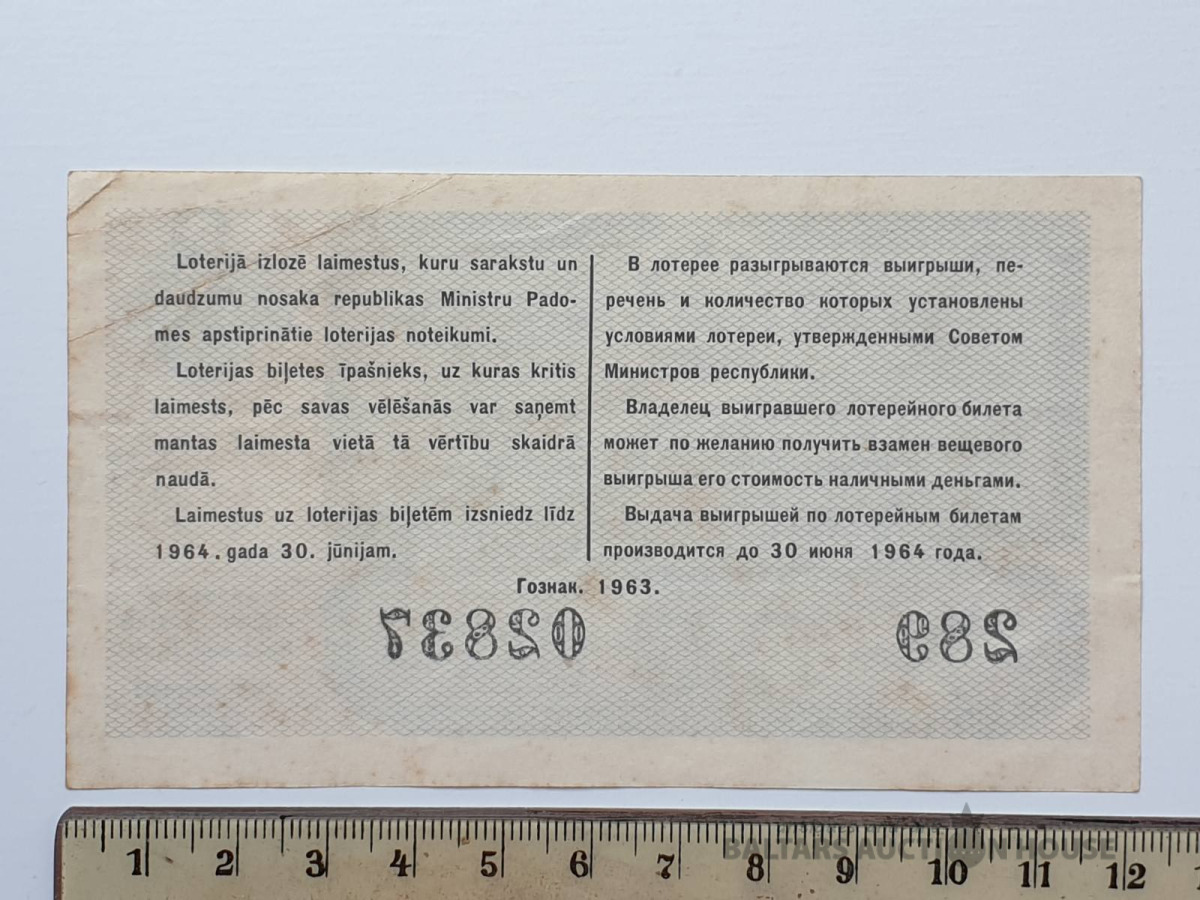 Loterijā izlozē laimestus, kuru sarakstu un
daudzumu nosaka republikas Ministru Pado-
mes apstiprinātie loterijas noteikumi.
Loterijas biļetes īpašnieks, uz kuras kritis
laimests, pēc savas vēlēšanās var saņemt
mantas laimesta vietā tā vērtību skaidrā
naudā.
Laimestus uz loterijas biļetēm izsniedz līdz
1964. gada 30. jūnijam.
В лотерее разыгрываются выигрыши, пе-
речень и количество которых установлены
условиями лотереи, утвержденными Советом
Министров республики.
Владелец выигравшего лотерейного билета
может по желанию получить взамен вещевого
выигрыша его стоимость наличными деньгами.
Выдача выигрышей по лотерейным билетам
производится до 30 июня 1964 года.
Гознак. 1963.
02837
289
1 2 3 4 5 6 7 8 9 10 11 12
BALTARS AUCTION HOUSE